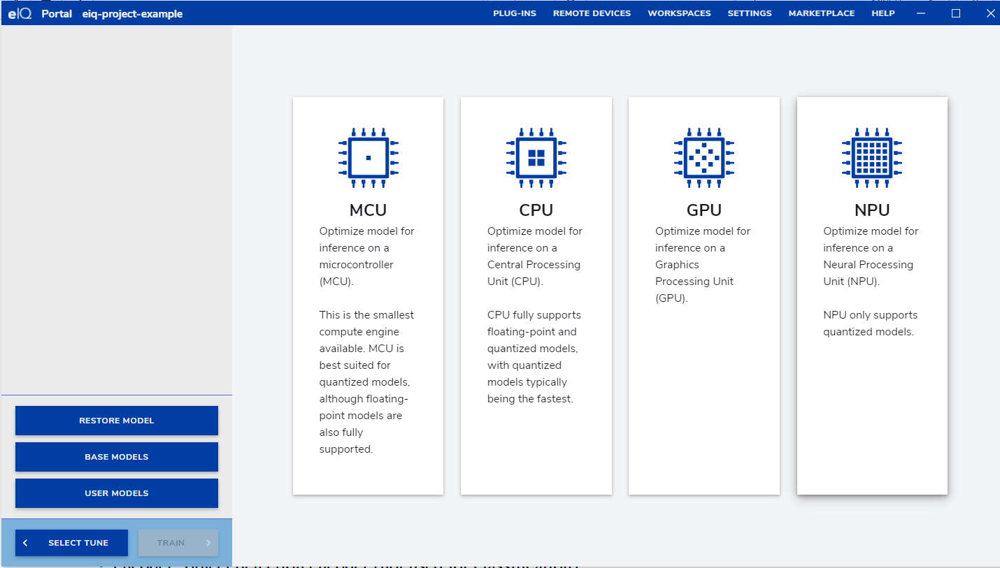 eIQ Portal eiq-project-example PLUG-INS REMOTE DEVICES WORKSPACES SETTINGS MARKETPLACE HELP
MCU
Optimize model for
inference on a
microcontroller
(MCU).
This is the smallest
compute engine
available. MCU is
best suited for
quantized models,
although floating-
point models are
also fully
supported.
CPU
Optimize model for
inference on a
Central Processing
Unit (CPU).
CPU fully supports
floating-point and
quantized models,
with quantized
models typically
being the fastest.
GPU
Optimize model for
inference on a
Graphics
Processing Unit
(GPU).
NPU
Optimize model for
inference on a
Neural Processing
Unit (NPU).
NPU only supports
quantized models.
RESTORE MODEL
BASE MODELS
USER MODELS
SELECT TUNE
TRAIN